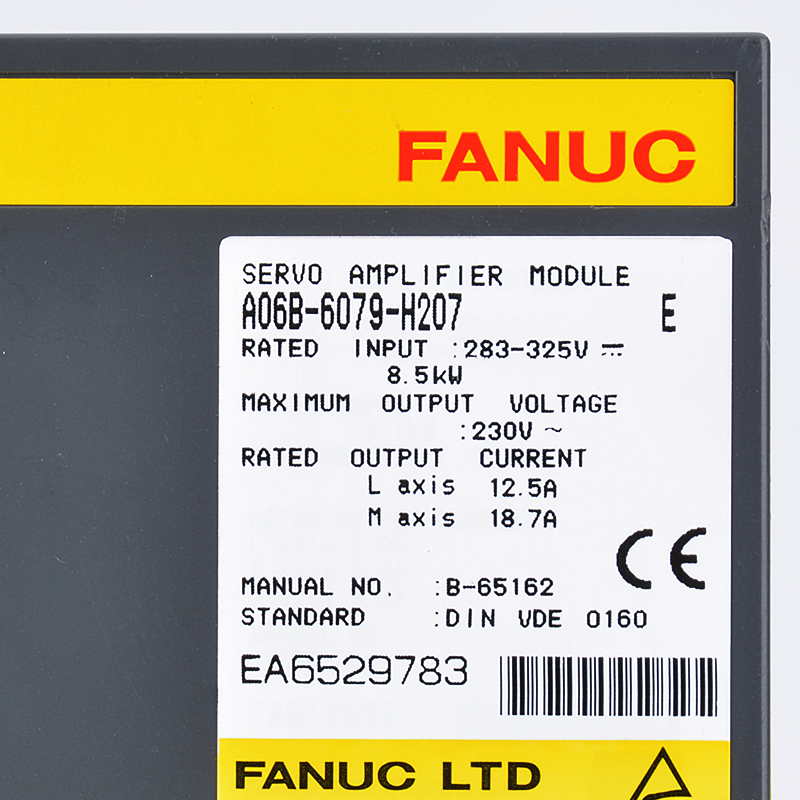 FANUC
SERVO AMPLIFIER MODULE
A06B-6079-H207 E
RATED INPUT :283-325V ⎓
8.5kW
MAXIMUM OUTPUT VOLTAGE
:230V ~
RATED OUTPUT CURRENT
L axis 12.5A
M axis 18.7A
CE
MANUAL NO. :B-65162
STANDARD :DIN VDE 0160
EA6529783
FANUC LTD